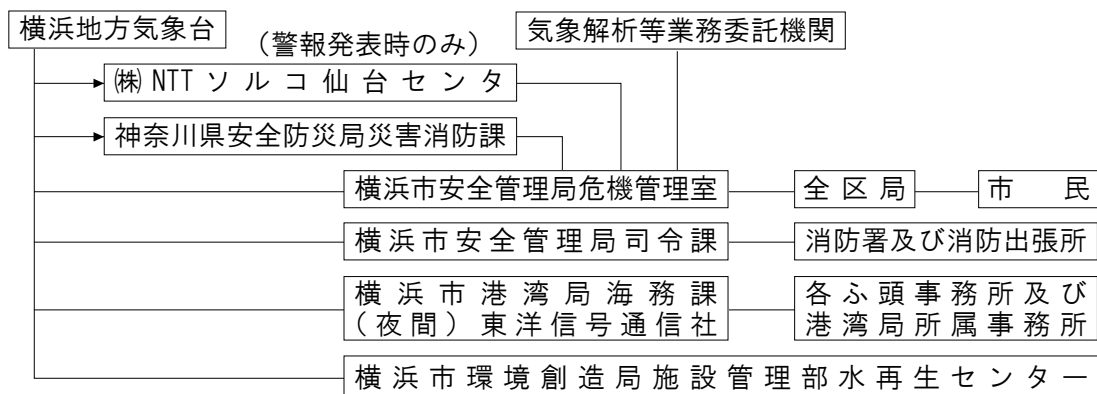 横浜地方気象台
(警報発表時のみ)
気象解析等業務委託機関
㈱NTTソルコ仙台センタ
神奈川県安全防災局災害消防課
横浜市安全管理局危機管理室
全区局
市民
横浜市安全管理局司令課
消防署及び消防出張所
横浜市港湾局海務課
(夜間)東洋信号通信社
各ふ頭事務所及び
港湾局所属事務所
横浜市環境創造局施設管理部水再生センター